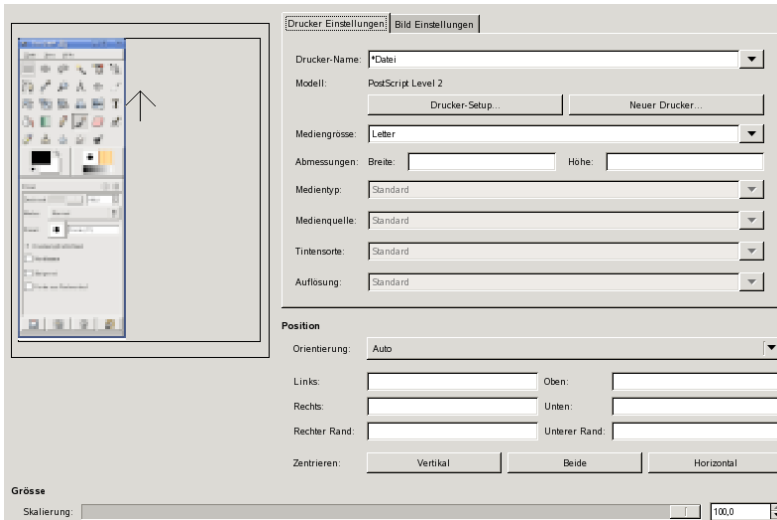 Drucker Einstellungen Bild Einstellungen
Drucker-Name: *Datei
Modell: PostScript Level 2
Drucker-Setup... Neuer Drucker...
Mediengrösse: Letter
Abmessungen: Breite: Höhe:
Medientyp: Standard
Medienquelle: Standard
Tintensorte: Standard
Auflösung: Standard
Position
Orientierung: Auto
Links: Oben:
Rechts: Unten:
Rechter Rand: Unterer Rand:
Zentrieren: Vertikal Beide Horizontal
Grösse
Skalierung: 100,0